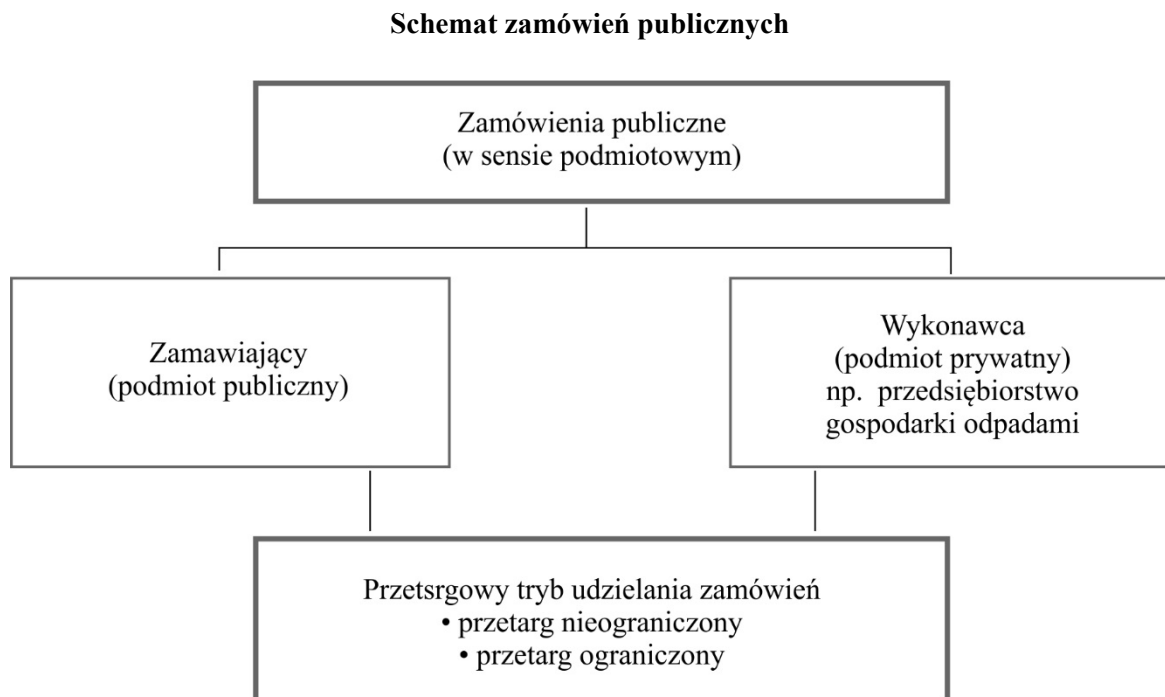 Schemat zamówień publicznych
Zamówienia publiczne
(w sensie podmiotowym)
Zamawiający
(podmiot publiczny)
Wykonawca
(podmiot prywatny)
np. przedsiębiorstwo
gospodarki odpadami
Przetsrgowy tryb udzielania zamówień
• przetarg nieograniczony
• przetarg ograniczony